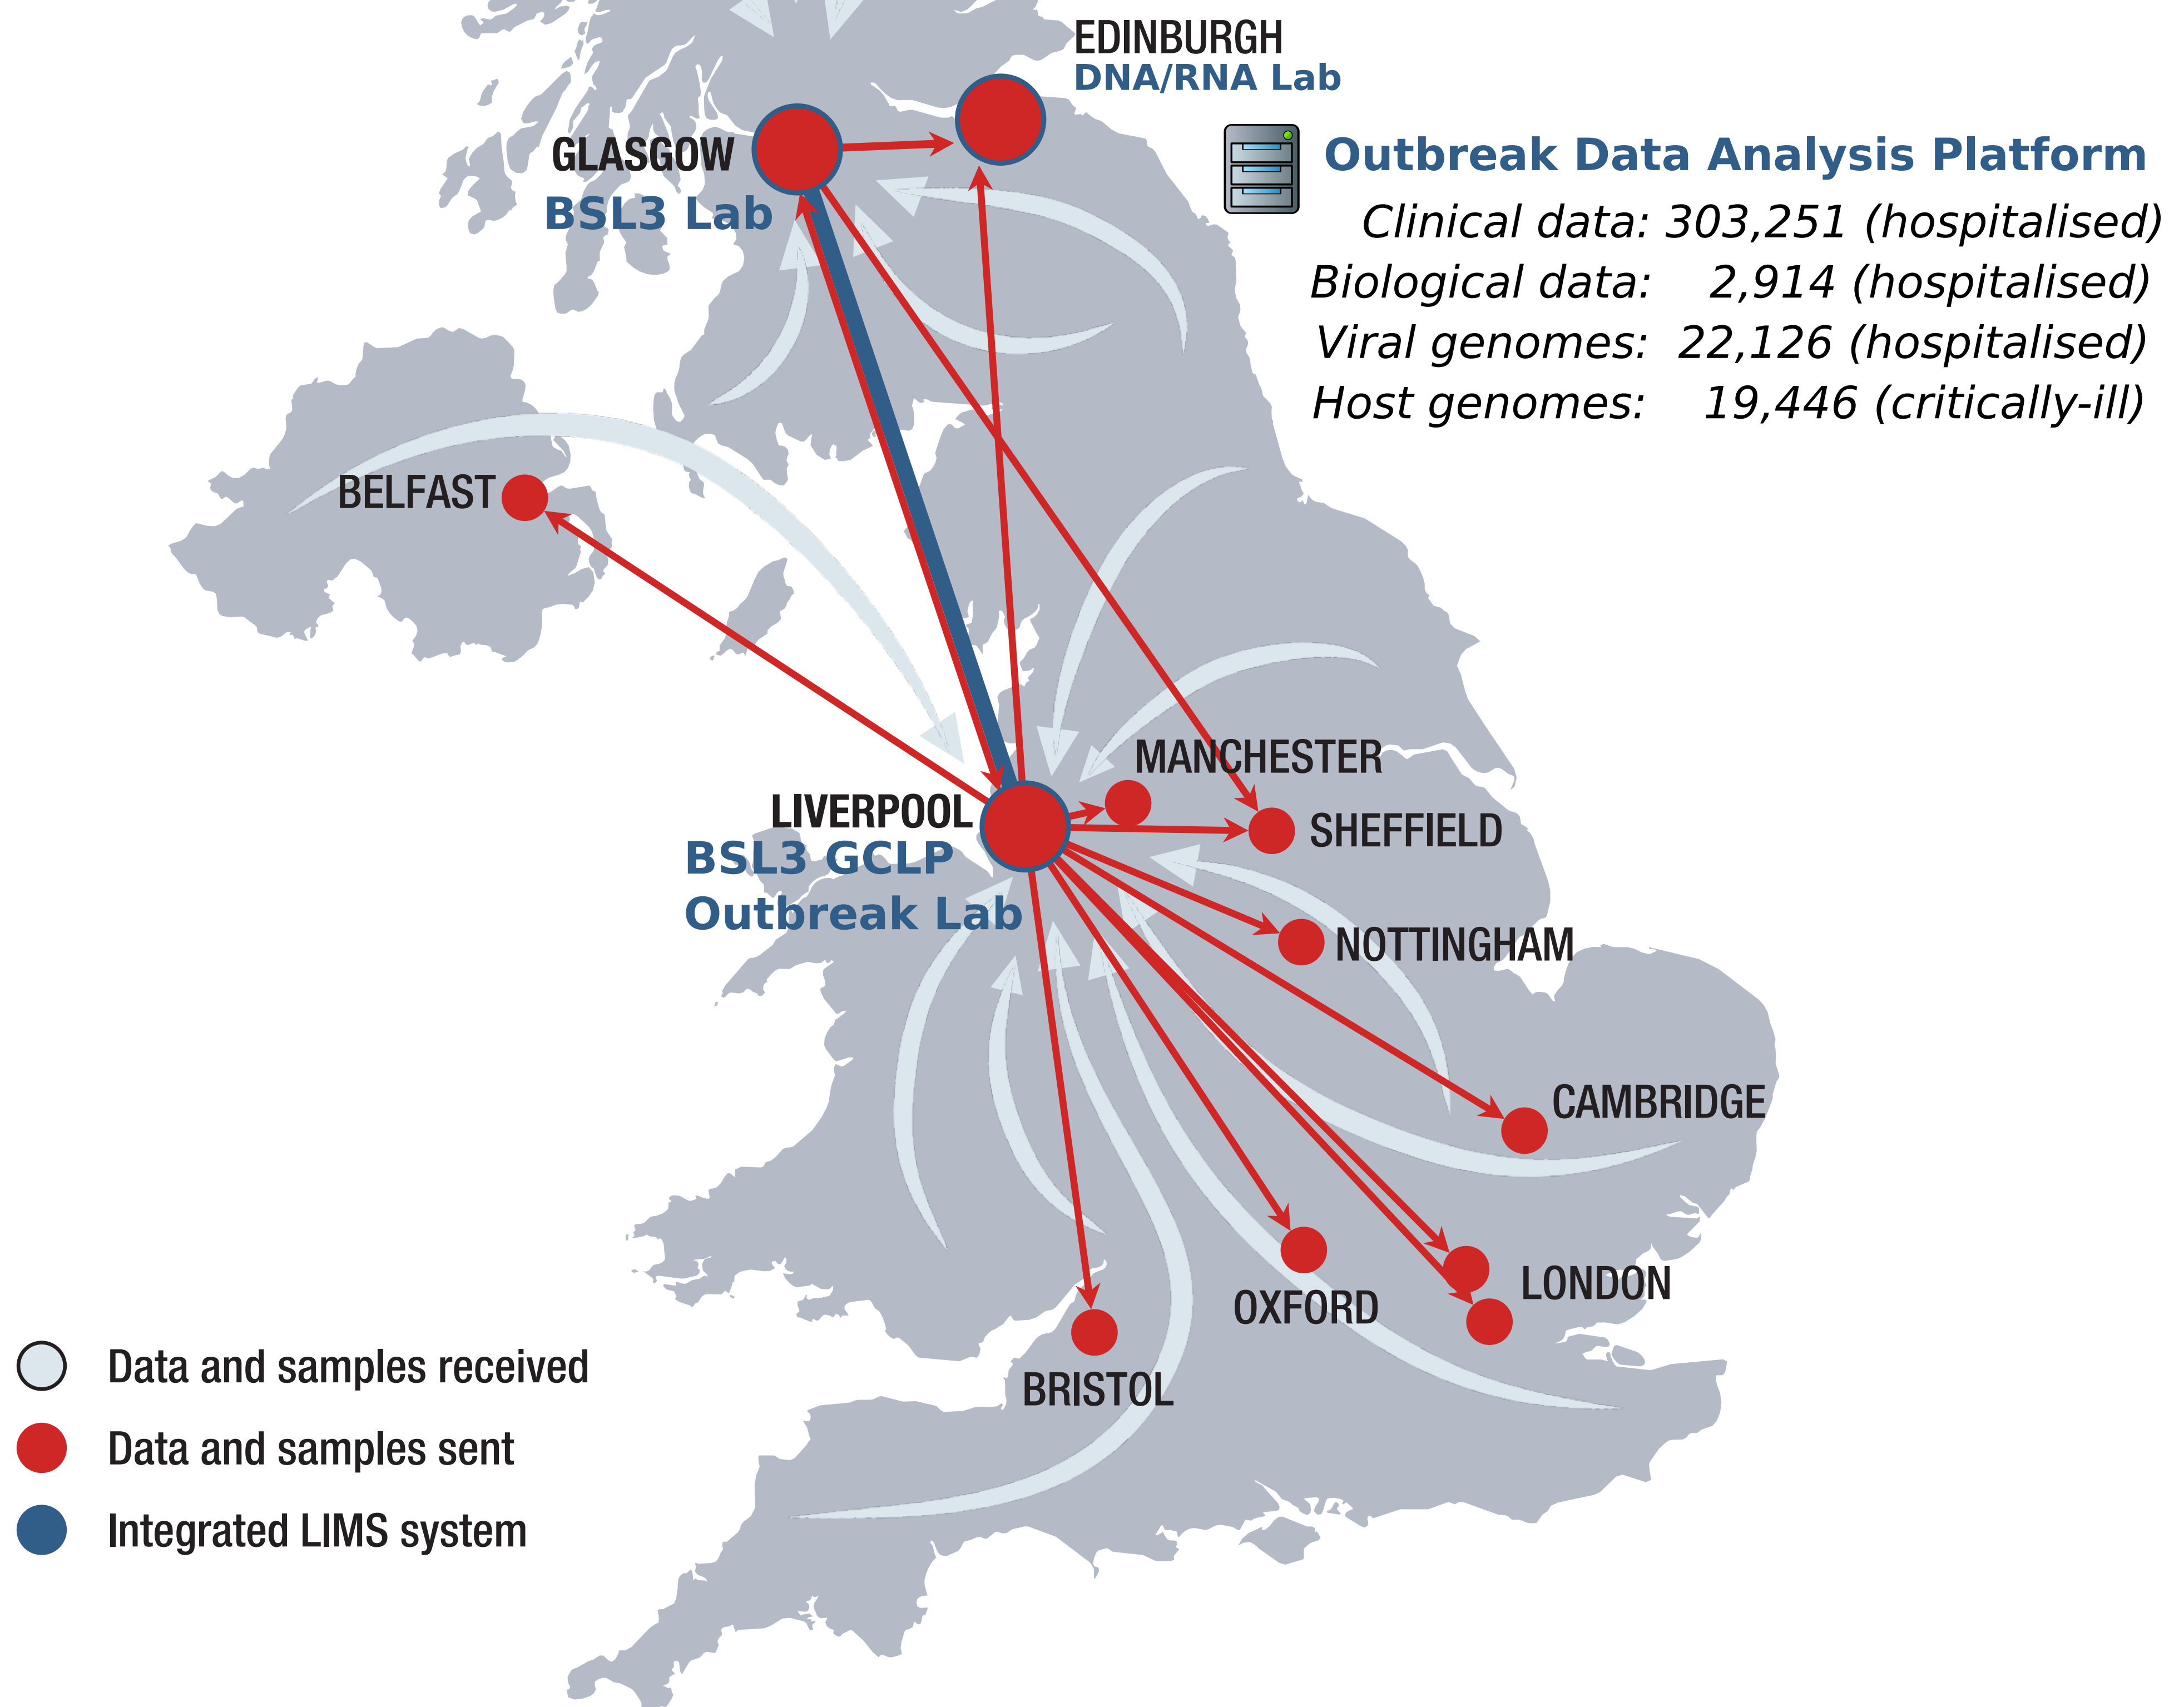 EDINBURGH
DNA/RNA Lab
GLASGOW
BSL3 Lab
Outbreak Data Analysis Platform
Clinical data: 303,251 (hospitalised)
Biological data: 2,914 (hospitalised)
Viral genomes: 22,126 (hospitalised)
Host genomes: 19,446 (critically-ill)
BELFAST
MANCHESTER
LIVERPOOL
BSL3 GCLP
Outbreak Lab
SHEFFIELD
NOTTINGHAM
CAMBRIDGE
LONDON
OXFORD
BRISTOL
Data and samples received
Data and samples sent
Integrated LIMS system